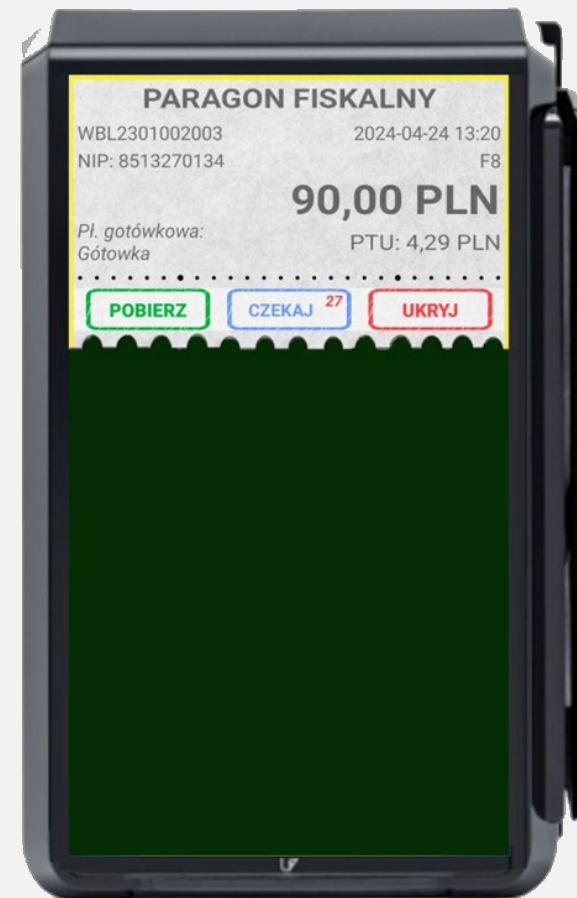 PARAGON FISKALNY
WBL2301002003 2024-04-24 13:20
NIP: 8513270134 F8
90,00 PLN
Pł. gotówkowa:
Gótowka
PTU: 4,29 PLN
POBIERZ CZEKAJ 27 UKRYJ